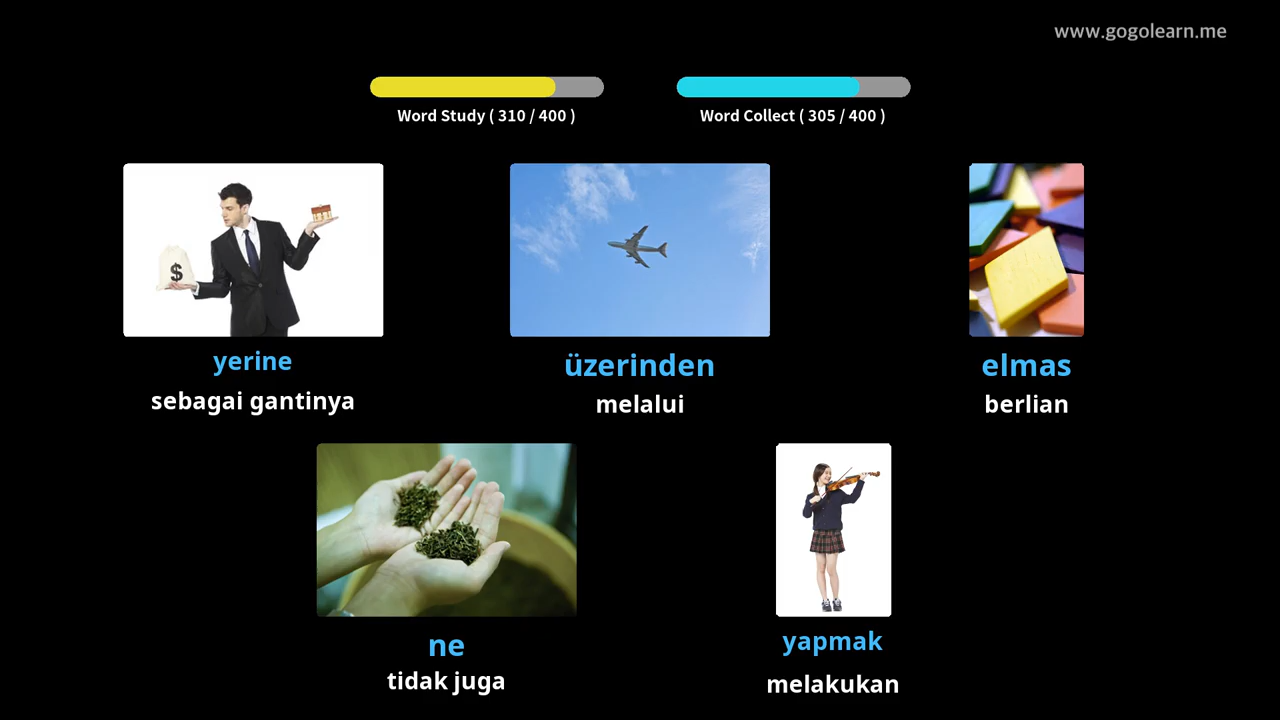 www.gogolearn.me
Word Study ( 310 / 400 )
Word Collect ( 305 / 400 )
$
yerine
sebagai gantinya
üzerinden
melalui
elmas
berlian
ne
tidak juga
yapmak
melakukan